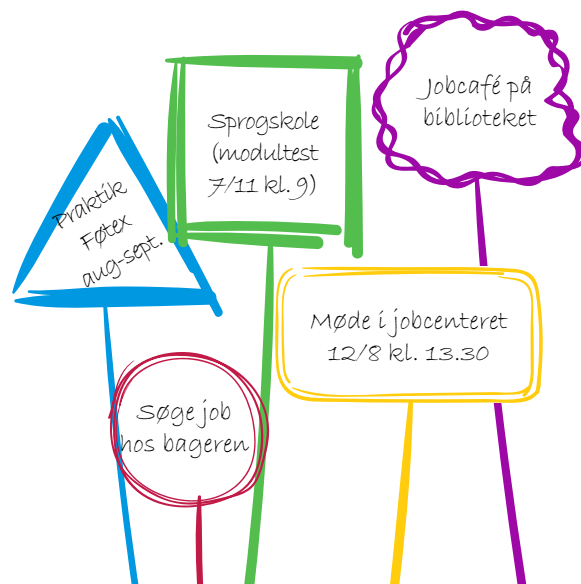 Jobcafé på
biblioteket
Sprogskole
(modultest
7/11 kl. 9)
Praktik
Føtex
aug-sept.
Møde i jobcenteret
12/8 kl. 13.30
Søge job
hos bageren